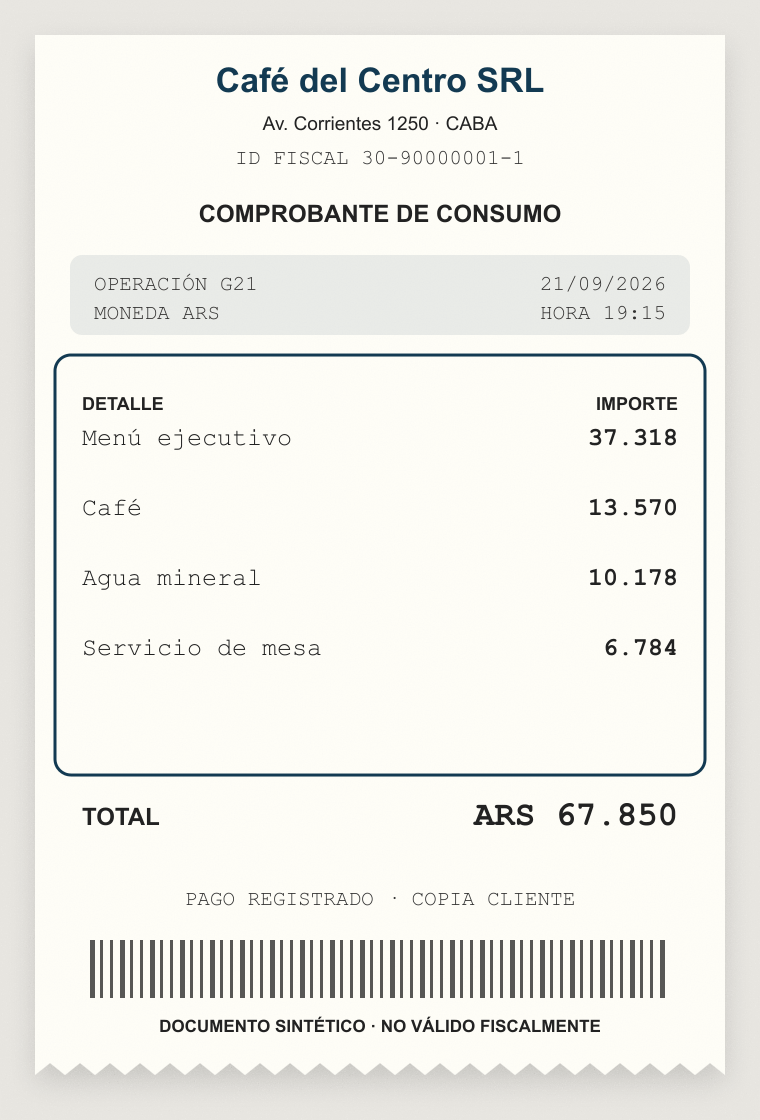 Café del Centro SRL
Av. Corrientes 1250 · CABA
ID FISCAL 30-90000001-1
COMPROBANTE DE CONSUMO
OPERACIÓN G21 21/09/2026
MONEDA ARS HORA 19:15
DETALLE IMPORTE
Menú ejecutivo 37.318
Café 13.570
Agua mineral 10.178
Servicio de mesa 6.784
TOTAL ARS 67.850
PAGO REGISTRADO · COPIA CLIENTE
DOCUMENTO SINTÉTICO · NO VÁLIDO FISCALMENTE